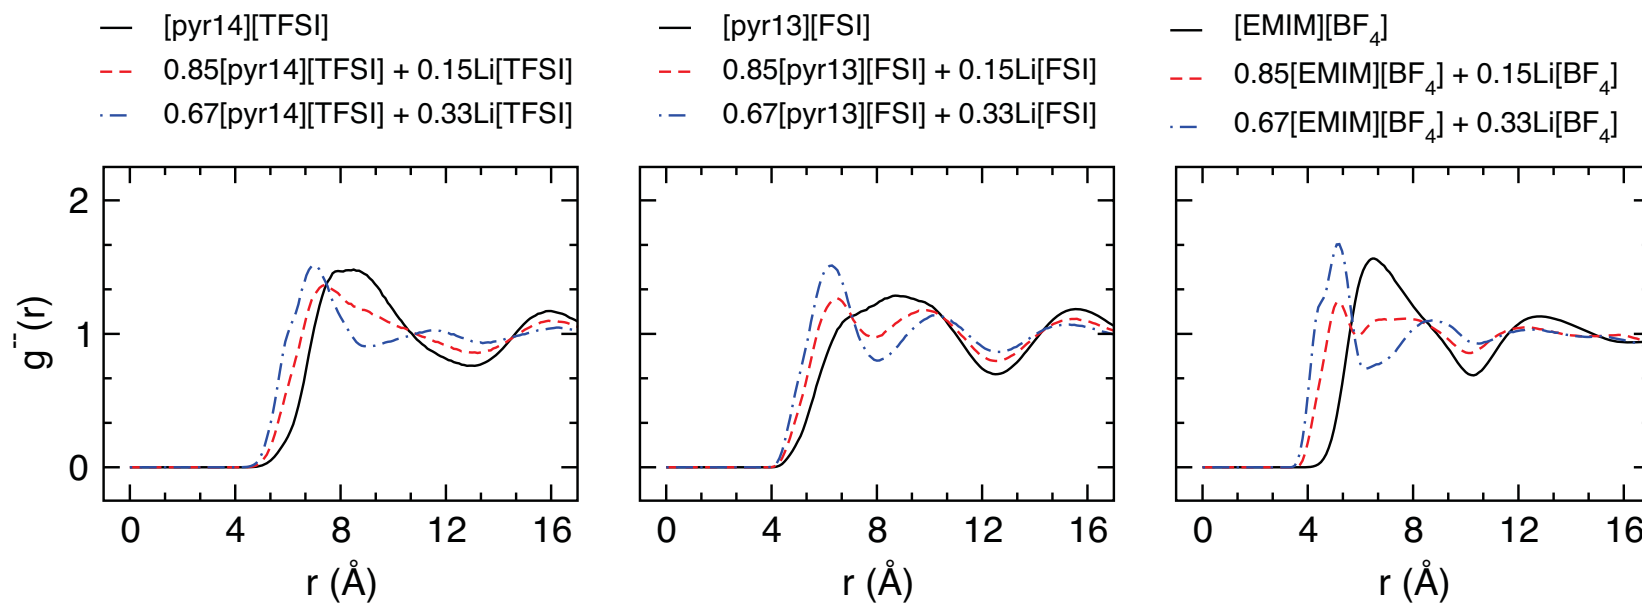 [pyr14][TFSI]
0.85[pyr14][TFSI] + 0.15Li[TFSI]
0.67[pyr14][TFSI] + 0.33Li[TFSI]
[pyr13][FSI]
0.85[pyr13][FSI] + 0.15Li[FSI]
0.67[pyr13][FSI] + 0.33Li[FSI]
[EMIM][BF4]
0.85[EMIM][BF4] + 0.15Li[BF4]
0.67[EMIM][BF4] + 0.33Li[BF4]
g--(r)
2
1
0
0 4 8 12 16
r (Å)
0 4 8 12 16
r (Å)
0 4 8 12 16
r (Å)